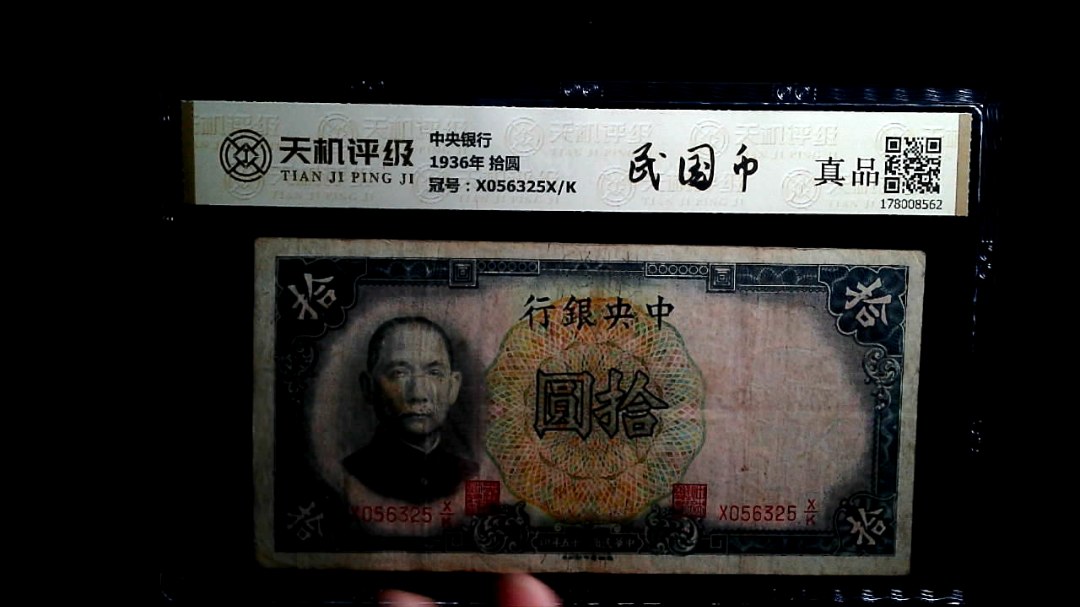 天机评级
TIAN JI PING JI
中央银行
1936年 拾圆
冠号：X056325X/K
民国币
真品
178008562
拾
拾
行銀央中
圓拾
X056325 X/K
X056325 X/K
拾
拾